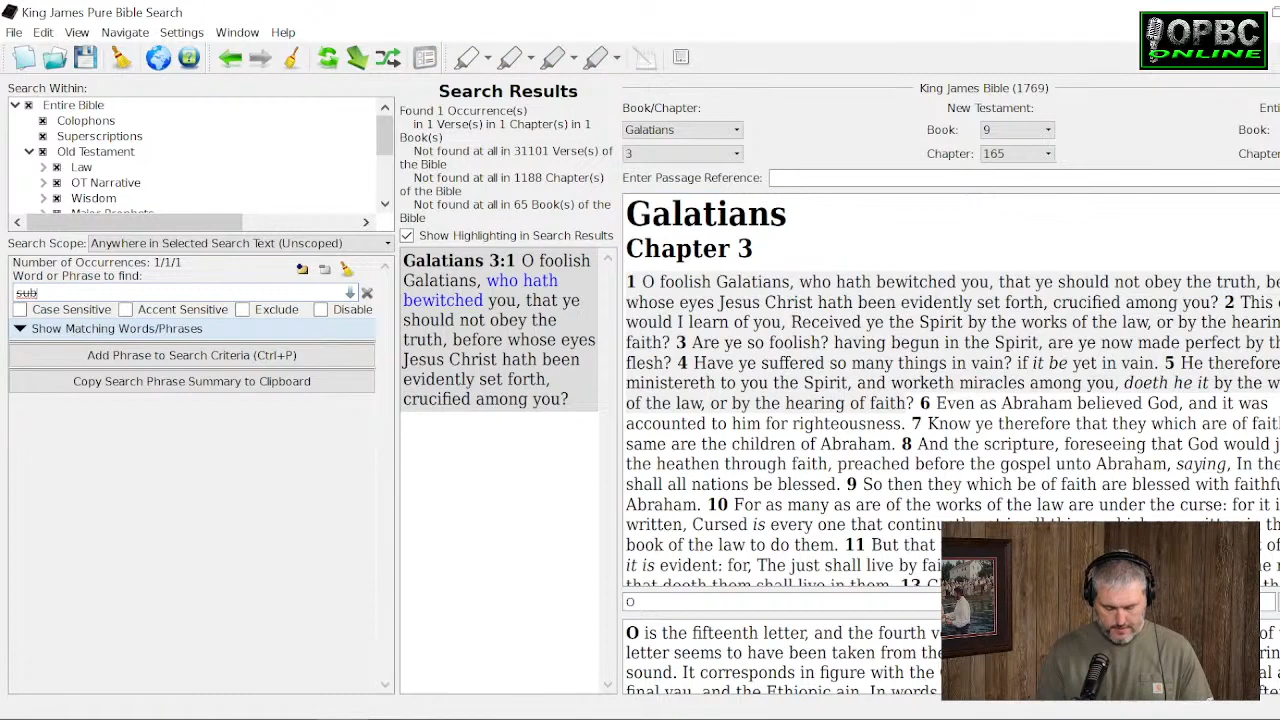 King James Pure Bible Search
File Edit View Navigate Settings Window Help
OPBC
ONLINE
Search Within:
Entire Bible
Colophons
Superscriptions
Old Testament
Law
OT Narrative
Wisdom
Major Prophets
Search Scope: Anywhere in Selected Search Text (Unscoped)
Number of Occurrences: 1/1/1
Word or Phrase to find:
sub
Case Sensitive Accent Sensitive Exclude Disable
Show Matching Words/Phrases
Add Phrase to Search Criteria (Ctrl+P)
Copy Search Phrase Summary to Clipboard
Search Results
Found 1 Occurrence(s)
in 1 Verse(s) in 1 Chapter(s) in 1
Book(s)
Not found at all in 31101 Verse(s) of
the Bible
Not found at all in 1188 Chapter(s)
of the Bible
Not found at all in 65 Book(s) of the
Bible
Show Highlighting in Search Results
Galatians 3:1 O foolish
Galatians, who hath
bewitched you, that ye
should not obey the
truth, before whose eyes
Jesus Christ hath been
evidently set forth,
crucified among you?
King James Bible (1769)
Book/Chapter: New Testament:
Galatians Book: 9 Book:
3 Chapter: 165
Enter Passage Reference:
Galatians
Chapter 3
1 O foolish Galatians, who hath bewitched you, that ye should not obey the truth,
whose eyes Jesus Christ hath been evidently set forth, crucified among you? 2 This
would I learn of you, Received ye the Spirit by the works of the law, or by the
faith? 3 Are ye so foolish? having begun in the Spirit, are ye now made perfect by
flesh? 4 Have ye suffered so many things in vain? if it be yet in vain. 5 He therefore
ministereth to you the Spirit, and worketh miracles among you, doeth he it by the
of the law, or by the hearing of faith? 6 Even as Abraham believed God, and it was
accounted to him for righteousness. 7 Know ye therefore that they which are of
same are the children of Abraham. 8 And the scripture, foreseeing that God would
the heathen through faith, preached before the gospel unto Abraham, saying, In
shall all nations be blessed. 9 So then they which be of faith are blessed with
Abraham. 10 For as many as are of the works of the law are under the curse: for it
written, Cursed is every one that
book of the law to do them. 11 But that
it is evident: for, The just shall live by
that doeth them shall live in them.
O
O is the fifteenth letter, and the fourth
letter seems to have been taken from the
sound. It corresponds in figure with the
final vau, and the Ethiopic ain. In words